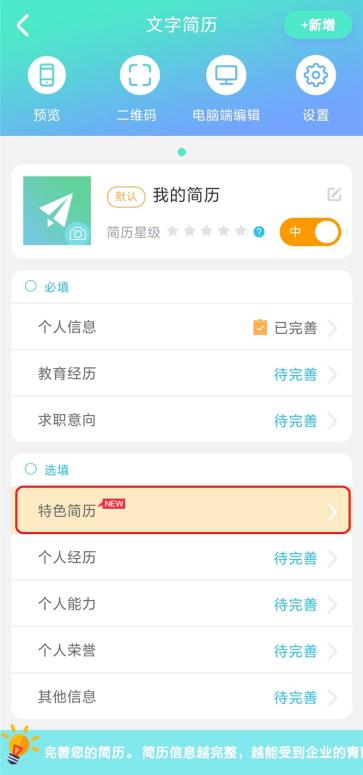 文字简历
+新增
预览
二维码
电脑端编辑
设置
默认 我的简历
简历星级 ? 中
必填
个人信息 已完善
教育经历 待完善
求职意向 待完善
选填
特色简历 NEW
个人经历 待完善
个人能力 待完善
个人荣誉 待完善
其他信息 待完善
完善您的简历。简历信息越完整，越能受到企业的青